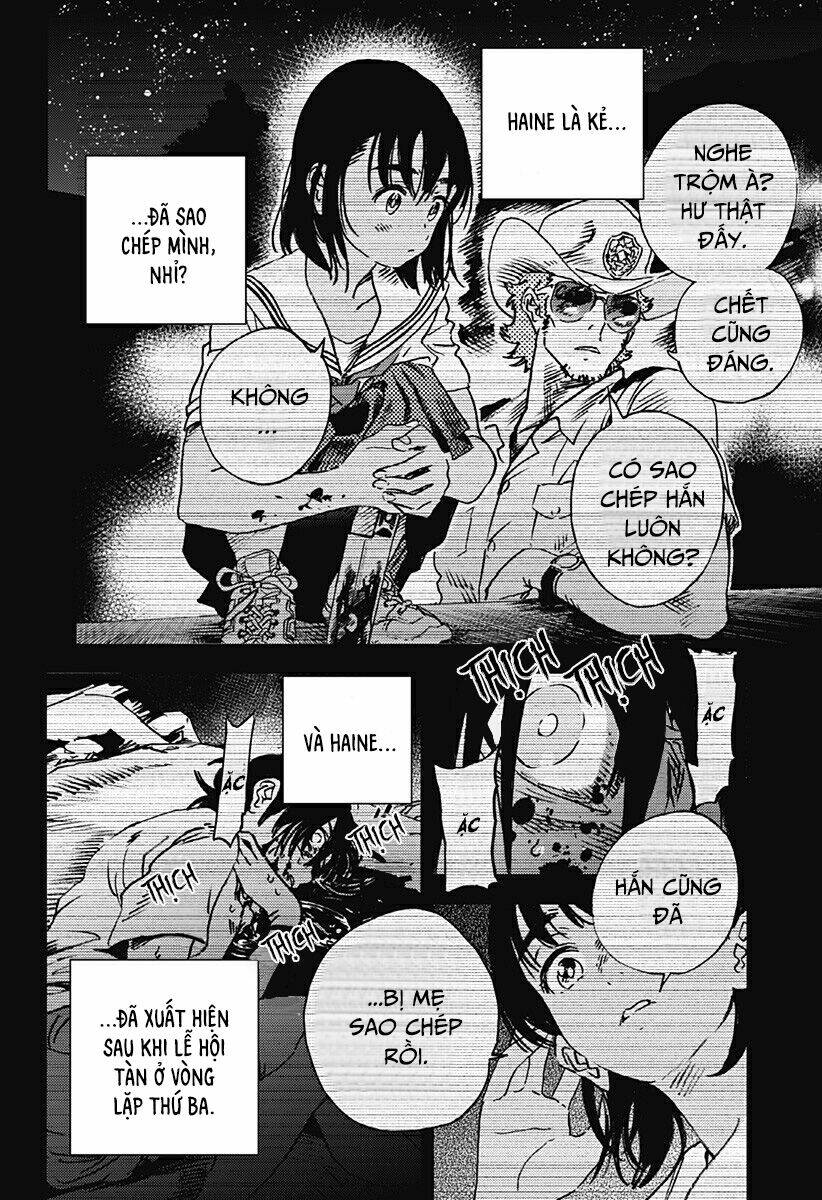 HAINE LÀ KẺ...
NGHE
TRỘM À?
HƯ THẬT
ĐẤY.
CHẾT
CŨNG
ĐÁNG.
...ĐÃ SAO
CHÉP MÌNH,
NHỈ?
KHÔNG
...
CÓ SAO
CHÉP HẮN
LUÔN
KHÔNG?
THỊCH
THỊCH
ẶC
ẶC
VÀ HAINE...
ẶC
THỊCH
THỊCH
THỊCH
HẮN CŨNG
ĐÃ
...BỊ MẸ
SAO CHÉP
RỒI.
...ĐÃ XUẤT HIỆN
SAU KHI LỄ HỘI
TÀN Ở VÒNG
LẶP THỨ BA.